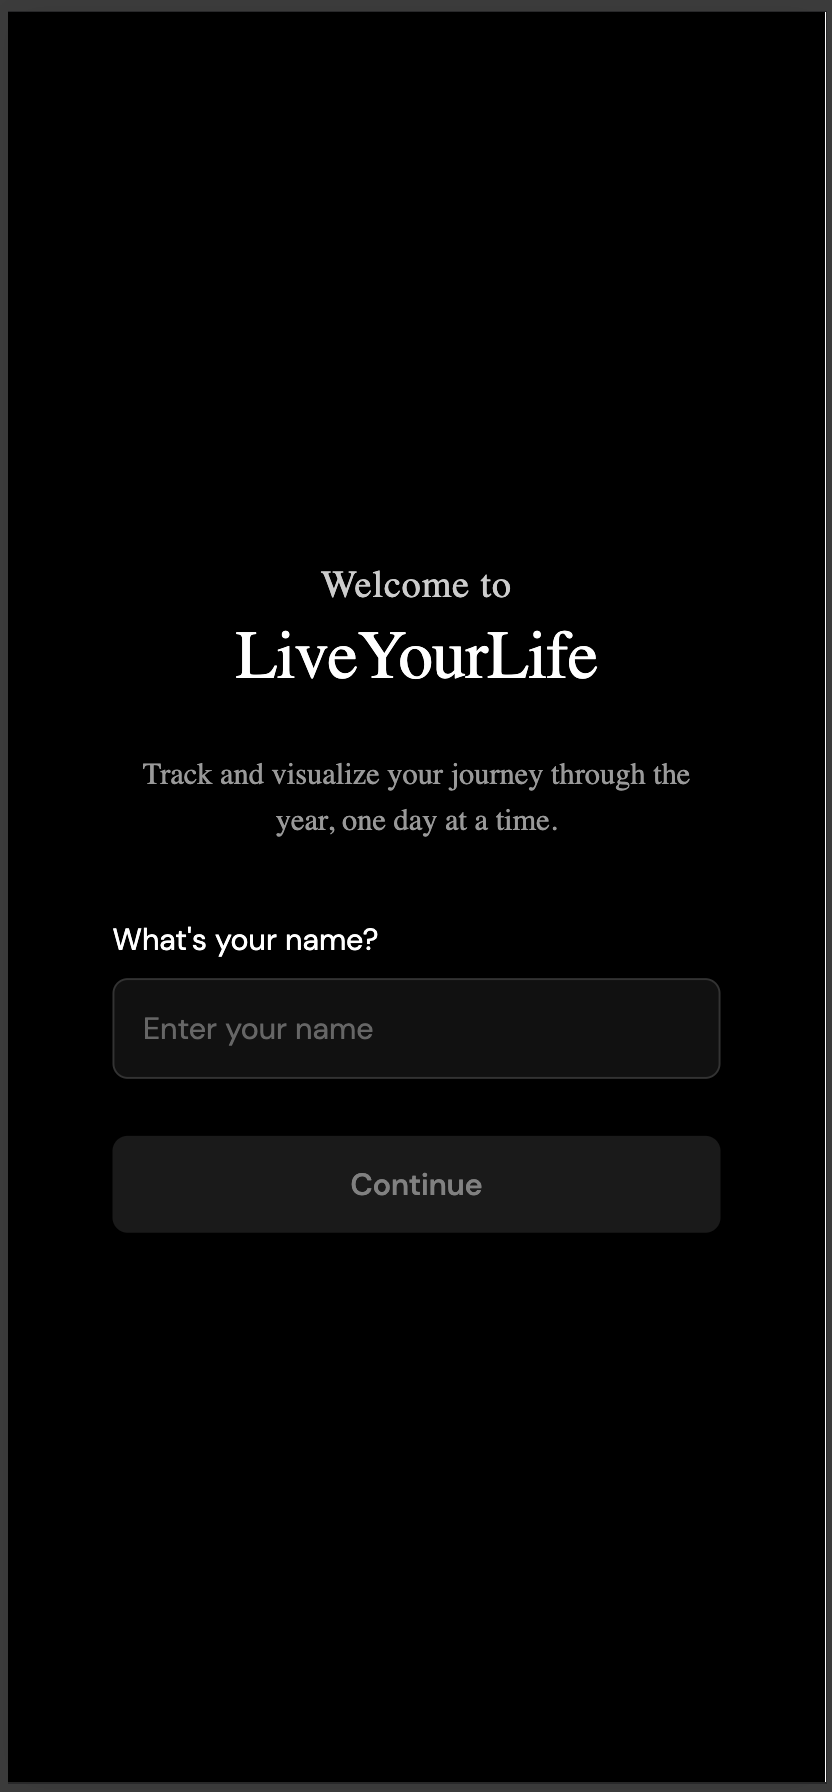 Welcome to
LiveYourLife
Track and visualize your journey through the
year, one day at a time.
What's your name?
Enter your name
Continue